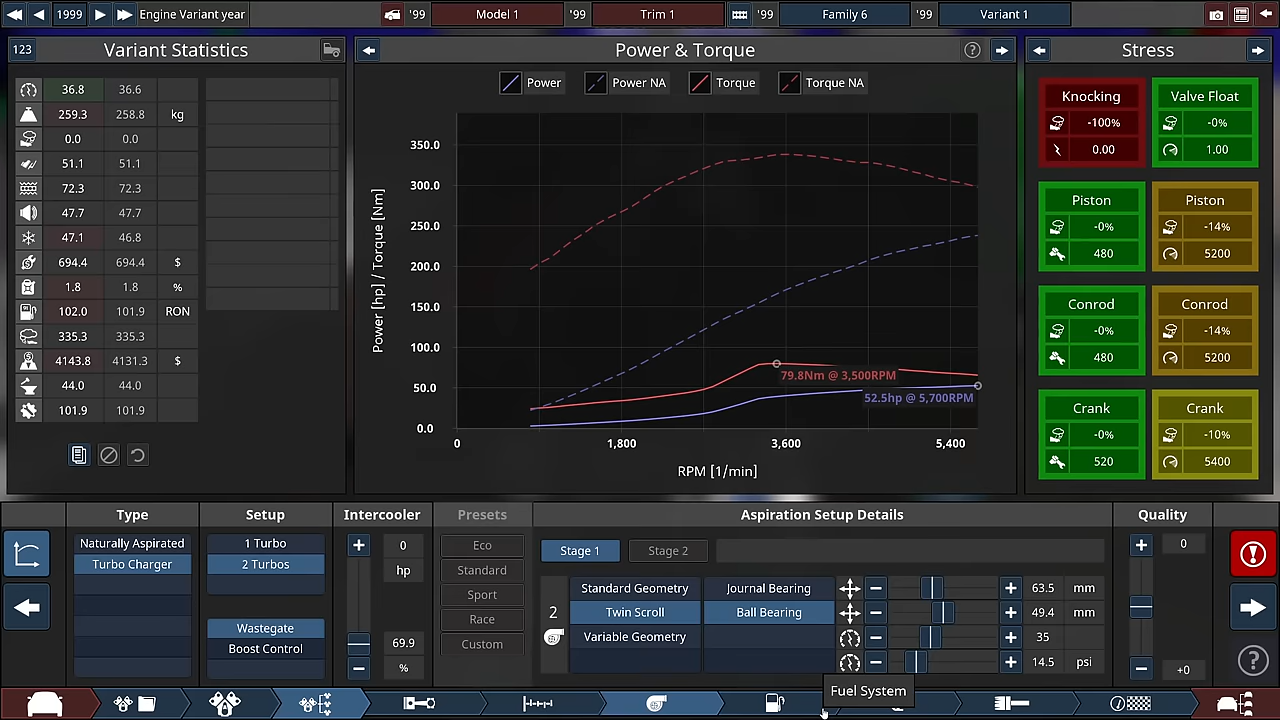 1999 Engine Variant year '99 Model 1 '99 Trim 1 '99 Family 6 '99 Variant 1
123 Variant Statistics
Power & Torque
?
Stress
36.8 36.6
259.3 258.8 kg
0.0 0.0
51.1 51.1
72.3 72.3
47.7 47.7
47.1 46.8
694.4 694.4 $
1.8 1.8 %
102.0 101.9 RON
335.3 335.3
4143.8 4131.3 $
44.0 44.0
101.9 101.9
Power Power NA Torque Torque NA
Power [hp] / Torque [Nm]
350.0
300.0
250.0
200.0
150.0
100.0
50.0
0.0
79.8Nm @ 3,500RPM
52.5hp @ 5,700RPM
0 1,800 3,600 5,400
RPM [1/min]
Knocking
-100%
0.00
Valve Float
-0%
1.00
Piston
-0%
480
Piston
-14%
5200
Conrod
-0%
480
Conrod
-14%
5200
Crank
-0%
520
Crank
-10%
5400
Type
Naturally Aspirated
Turbo Charger
Setup
1 Turbo
2 Turbos
Wastegate
Boost Control
Intercooler
+ 0
hp
69.9
- %
Presets
Eco
Standard
Sport
Race
Custom
Aspiration Setup Details
Stage 1 Stage 2
2
Standard Geometry
Twin Scroll
Variable Geometry
Journal Bearing
Ball Bearing
- + 63.5 mm
- + 49.4 mm
- + 35
- + 14.5 psi
Quality
+ 0
- +0
!
?
Fuel System